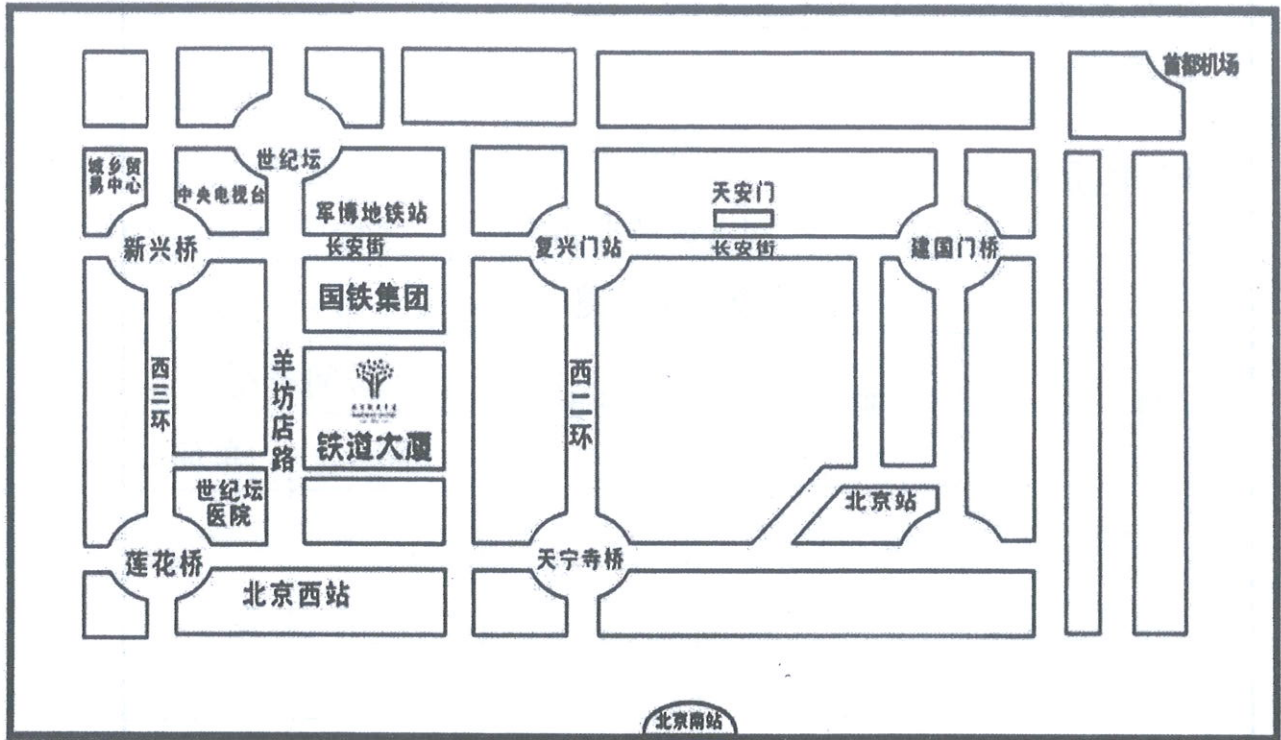 首都机场
世纪坛
城乡贸
易中心
中央电视台
军博地铁站
天安门
新兴桥
长安街
复兴门站
长安街
建国门桥
国铁集团
西三环
羊坊店路
铁道大厦
西二环
世纪坛
医院
北京站
莲花桥
天宁寺桥
北京西站
北京南站